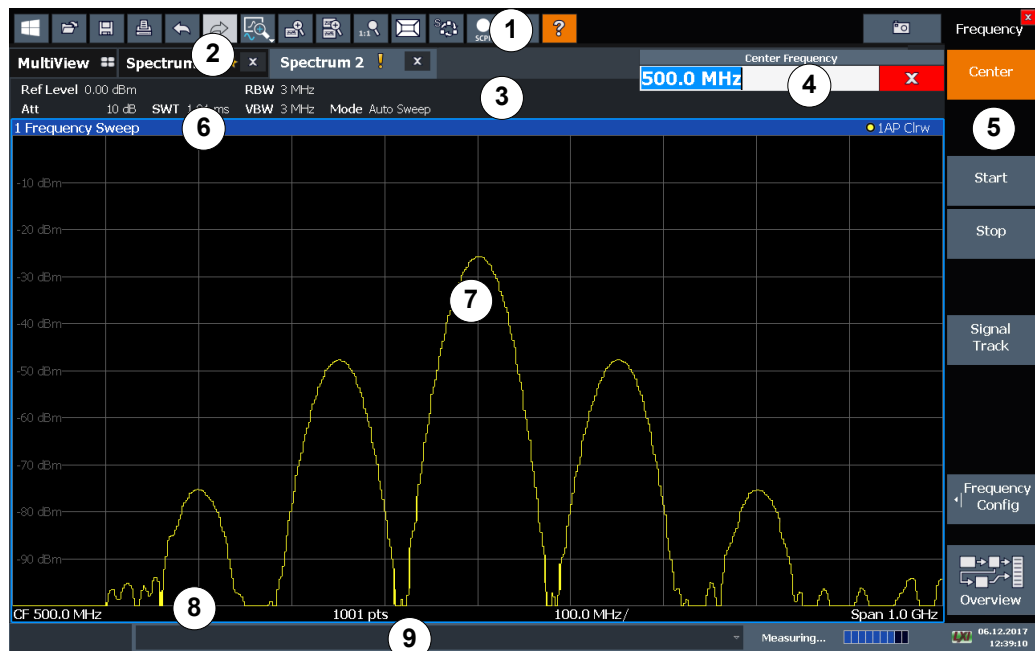 1:1
SCPI
1
?
Frequency
x
2
MultiView
Spectrum
x
Spectrum 2
!
x
Center Frequency
500.0 MHz
4
X
Center
Ref Level 0.00 dBm
RBW 3 MHz
3
Att 10 dB SWT
VBW 3 MHz Mode Auto Sweep
6
5
1 Frequency Sweep
1AP Clrw
-10 dBm
Start
-20 dBm
Stop
-30 dBm
7
-40 dBm
Signal
Track
-50 dBm
-60 dBm
-70 dBm
-80 dBm
Frequency
Config
-90 dBm
Overview
8
CF 500.0 MHz
1001 pts
100.0 MHz/
Span 1.0 GHz
9
Measuring...
06.12.2017
12:39:10